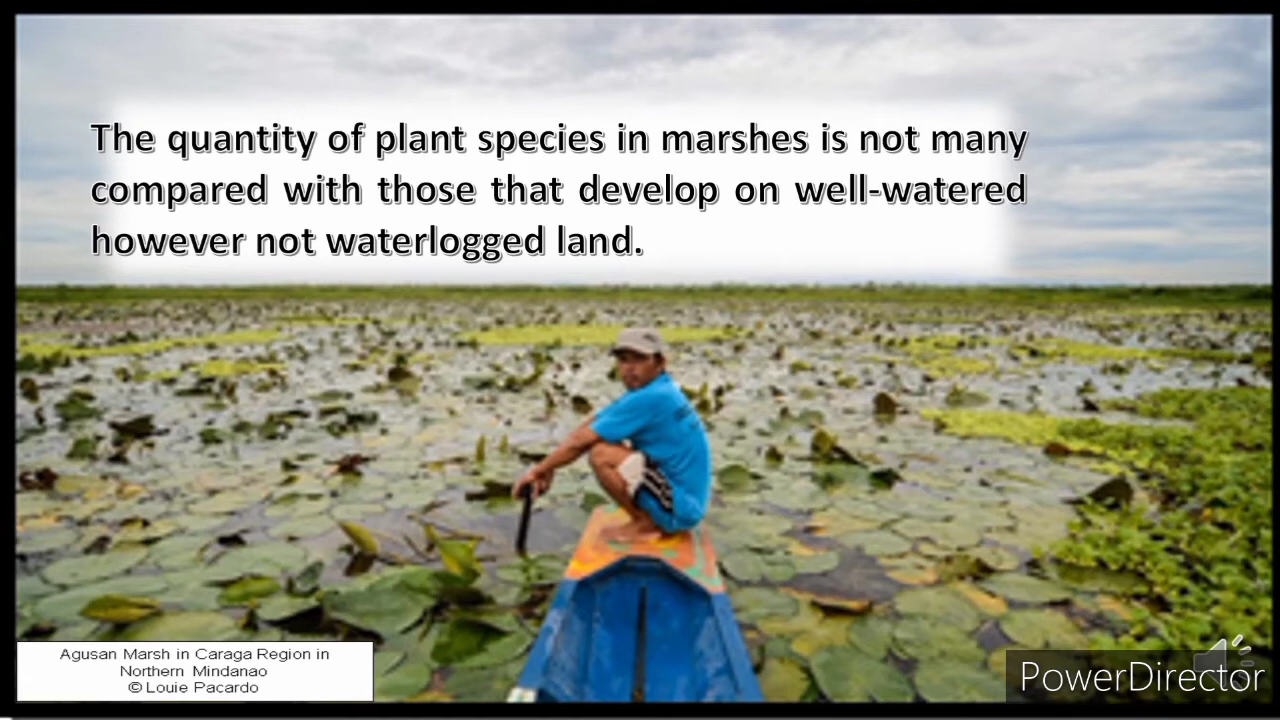 The quantity of plant species in marshes is not many
compared with those that develop on well-watered
however not waterlogged land.
Agusan Marsh in Caraga Region in
Northern Mindanao
© Louie Pacardo
PowerDirector